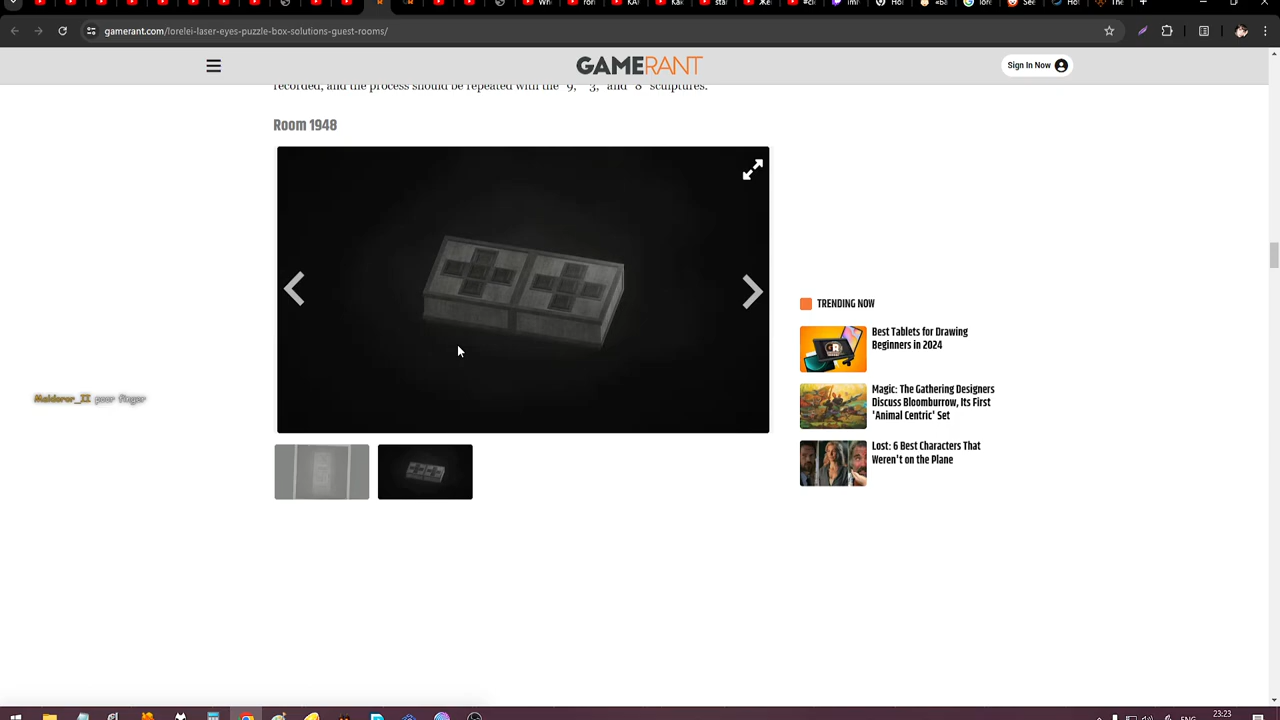 gamerant.com/lorelei-laser-eyes-puzzle-box-solutions-guest-rooms/
GAMERANT
Sign In Now
recorded, and the process should be repeated with the "9," "3," and "8" sculptures.
Room 1948
TRENDING NOW
Best Tablets for Drawing
Beginners in 2024
Magic: The Gathering Designers
Discuss Bloomburrow, Its First
'Animal Centric' Set
Maldoror_II poor finger
Lost: 6 Best Characters That
Weren't on the Plane
23:23